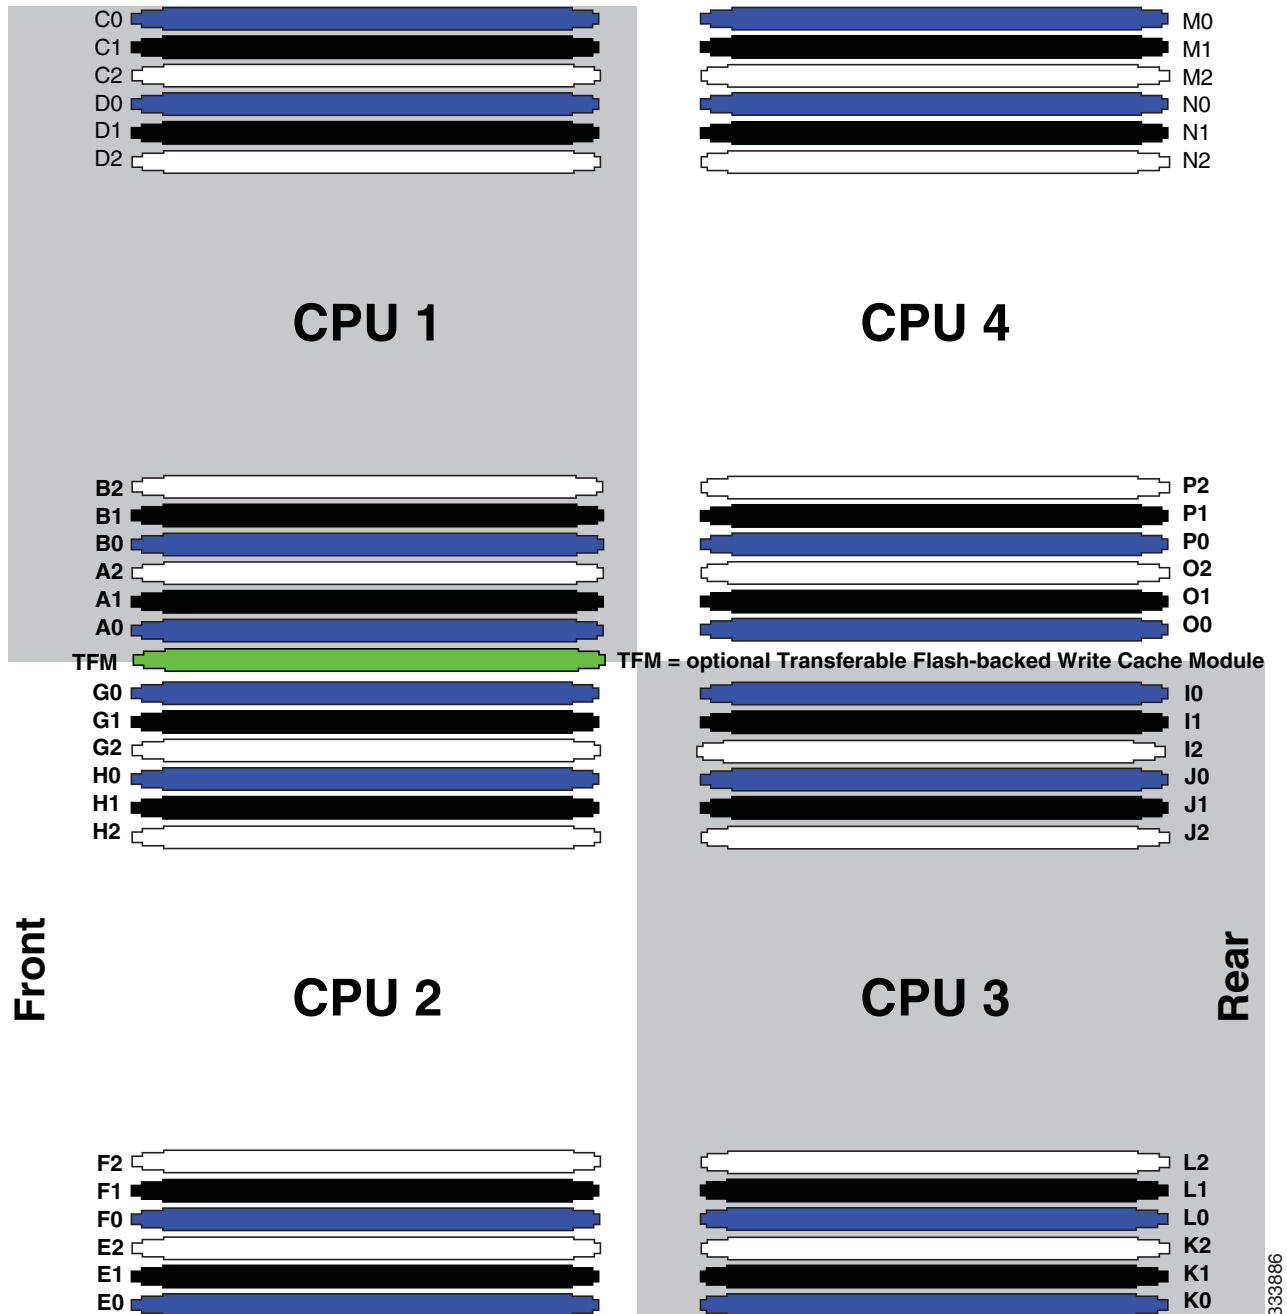 C0
C1
C2
D0
D1
D2
M0
M1
M2
N0
N1
N2
CPU 1
CPU 4
B2
B1
B0
A2
A1
A0
P2
P1
P0
O2
O1
O0
TFM
TFM = optional Transferable Flash-backed Write Cache Module
G0
G1
G2
H0
H1
H2
I0
I1
I2
J0
J1
J2
Front
CPU 2
CPU 3
Rear
F2
F1
F0
E2
E1
E0
L2
L1
L0
K2
K1
K0
333886